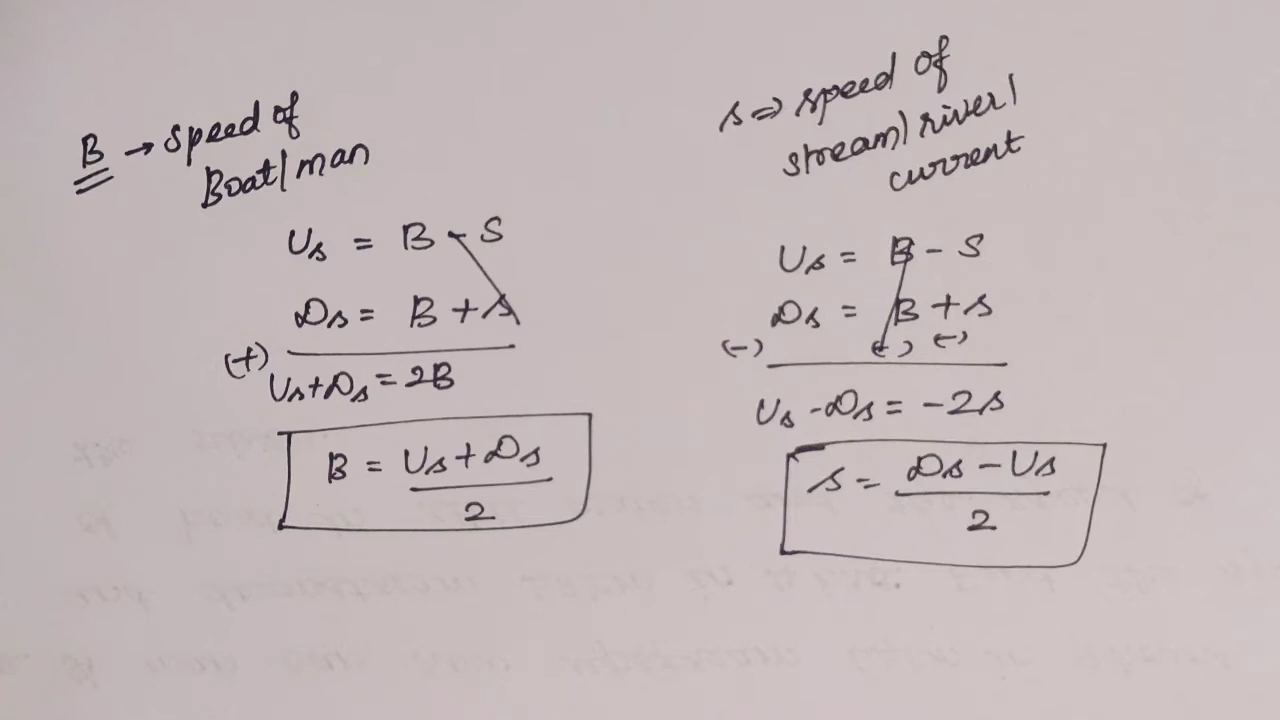 B → speed of
Boat/man
Us = B - S
Ds = B + s
(+)
Us+Ds = 2B
B = Us + Ds
2
s => speed of
stream/river/
current
Us = B - S
Ds = B + s
(-) (-) (-)
Us - Ds = -2s
s = Ds - Us
2